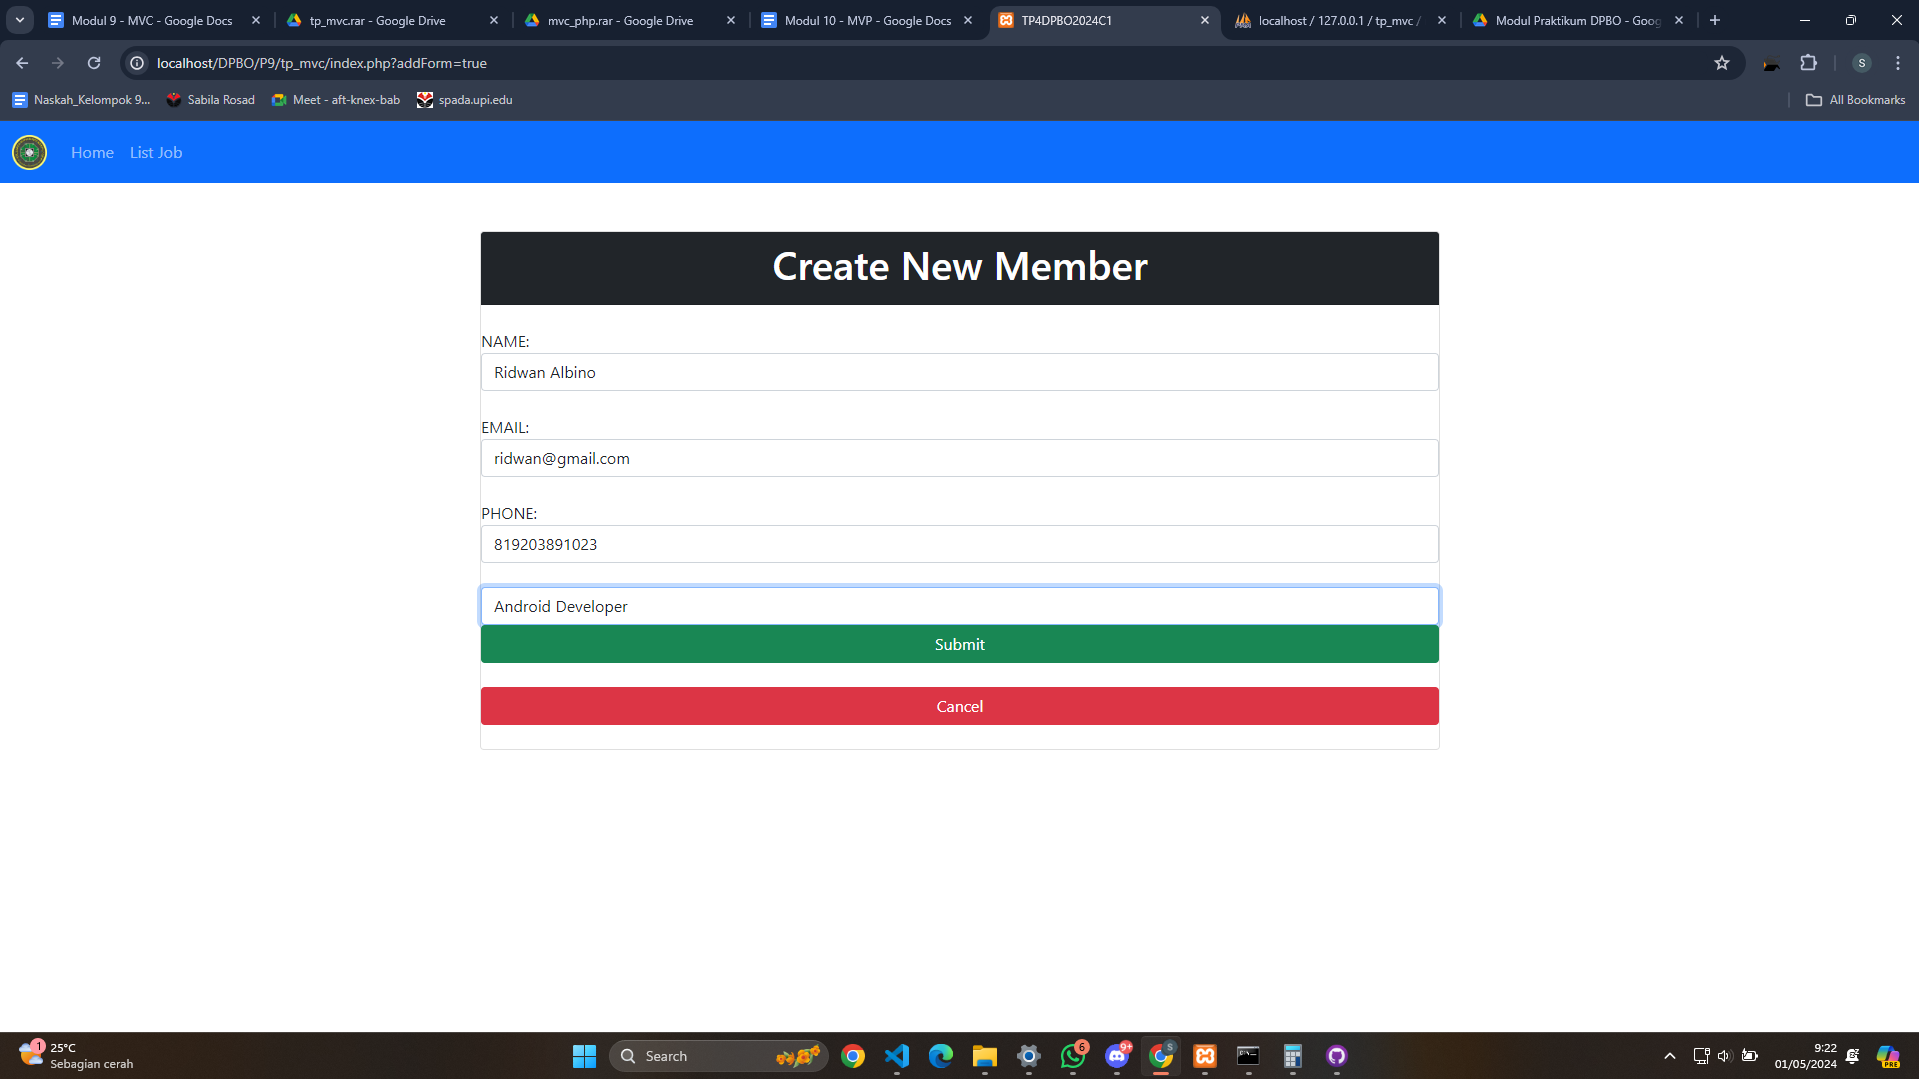 Modul 9 - MVC - Google Docs
tp_mvc.rar - Google Drive
mvc_php.rar - Google Drive
Modul 10 - MVP - Google Docs
TP4DPBO2024C1
localhost / 127.0.0.1 / tp_mvc /
Modul Praktikum DPBO - Goog
localhost/DPBO/P9/tp_mvc/index.php?addForm=true
S
Naskah_Kelompok 9...
Sabila Rosad
Meet - aft-knex-bab
spada.upi.edu
All Bookmarks
Home
List Job
Create New Member
NAME:
Ridwan Albino
EMAIL:
ridwan@gmail.com
PHONE:
819203891023
Android Developer
Submit
Cancel
1
25°C
Sebagian cerah
Search
6
9+
S
9:22
01/05/2024
PRE